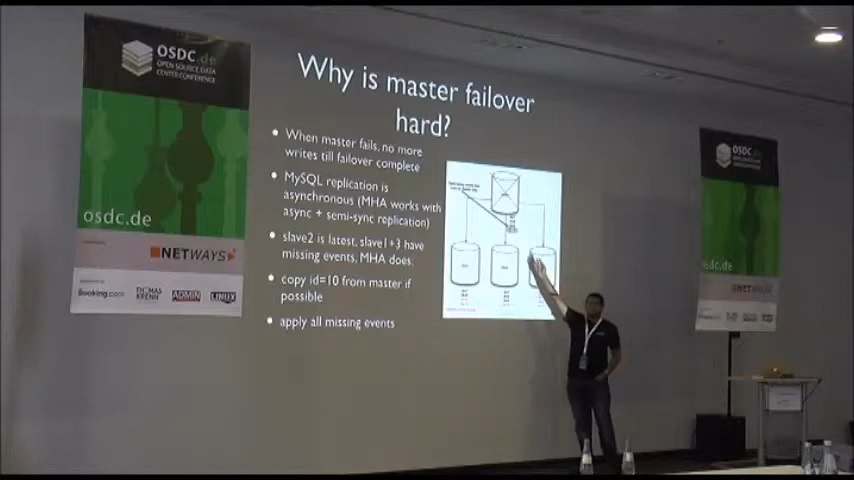 OSDC.de
OPEN SOURCE DATA
CENTER CONFERENCE
osdc.de
NETWAYS
Booking.com
THOMAS
KRENN
ADMIN
LINUX
Why is master failover
hard?
• When master fails, no more
writes till failover complete
• MySQL replication is
asynchronous (MHA works with
async + semi-sync replication)
• slave2 is latest, slave1+3 have
missing events, MHA does:
• copy id=10 from master if
possible
• apply all missing events
OSDC.de
osdc.de
NETWAYS